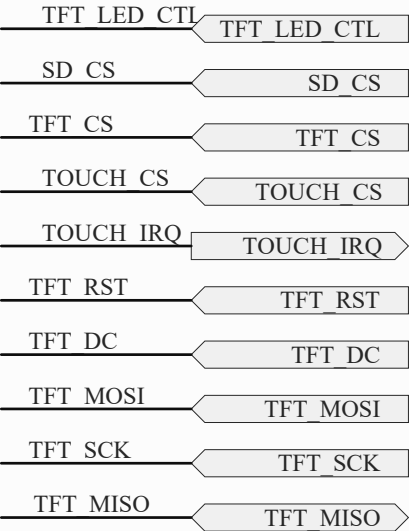 TFT_LED_CTL
TFT_LED_CTL
SD_CS
SD_CS
TFT_CS
TFT_CS
TOUCH_CS
TOUCH_CS
TOUCH_IRQ
TOUCH_IRQ
TFT_RST
TFT_RST
TFT_DC
TFT_DC
TFT_MOSI
TFT_MOSI
TFT_SCK
TFT_SCK
TFT_MISO
TFT_MISO